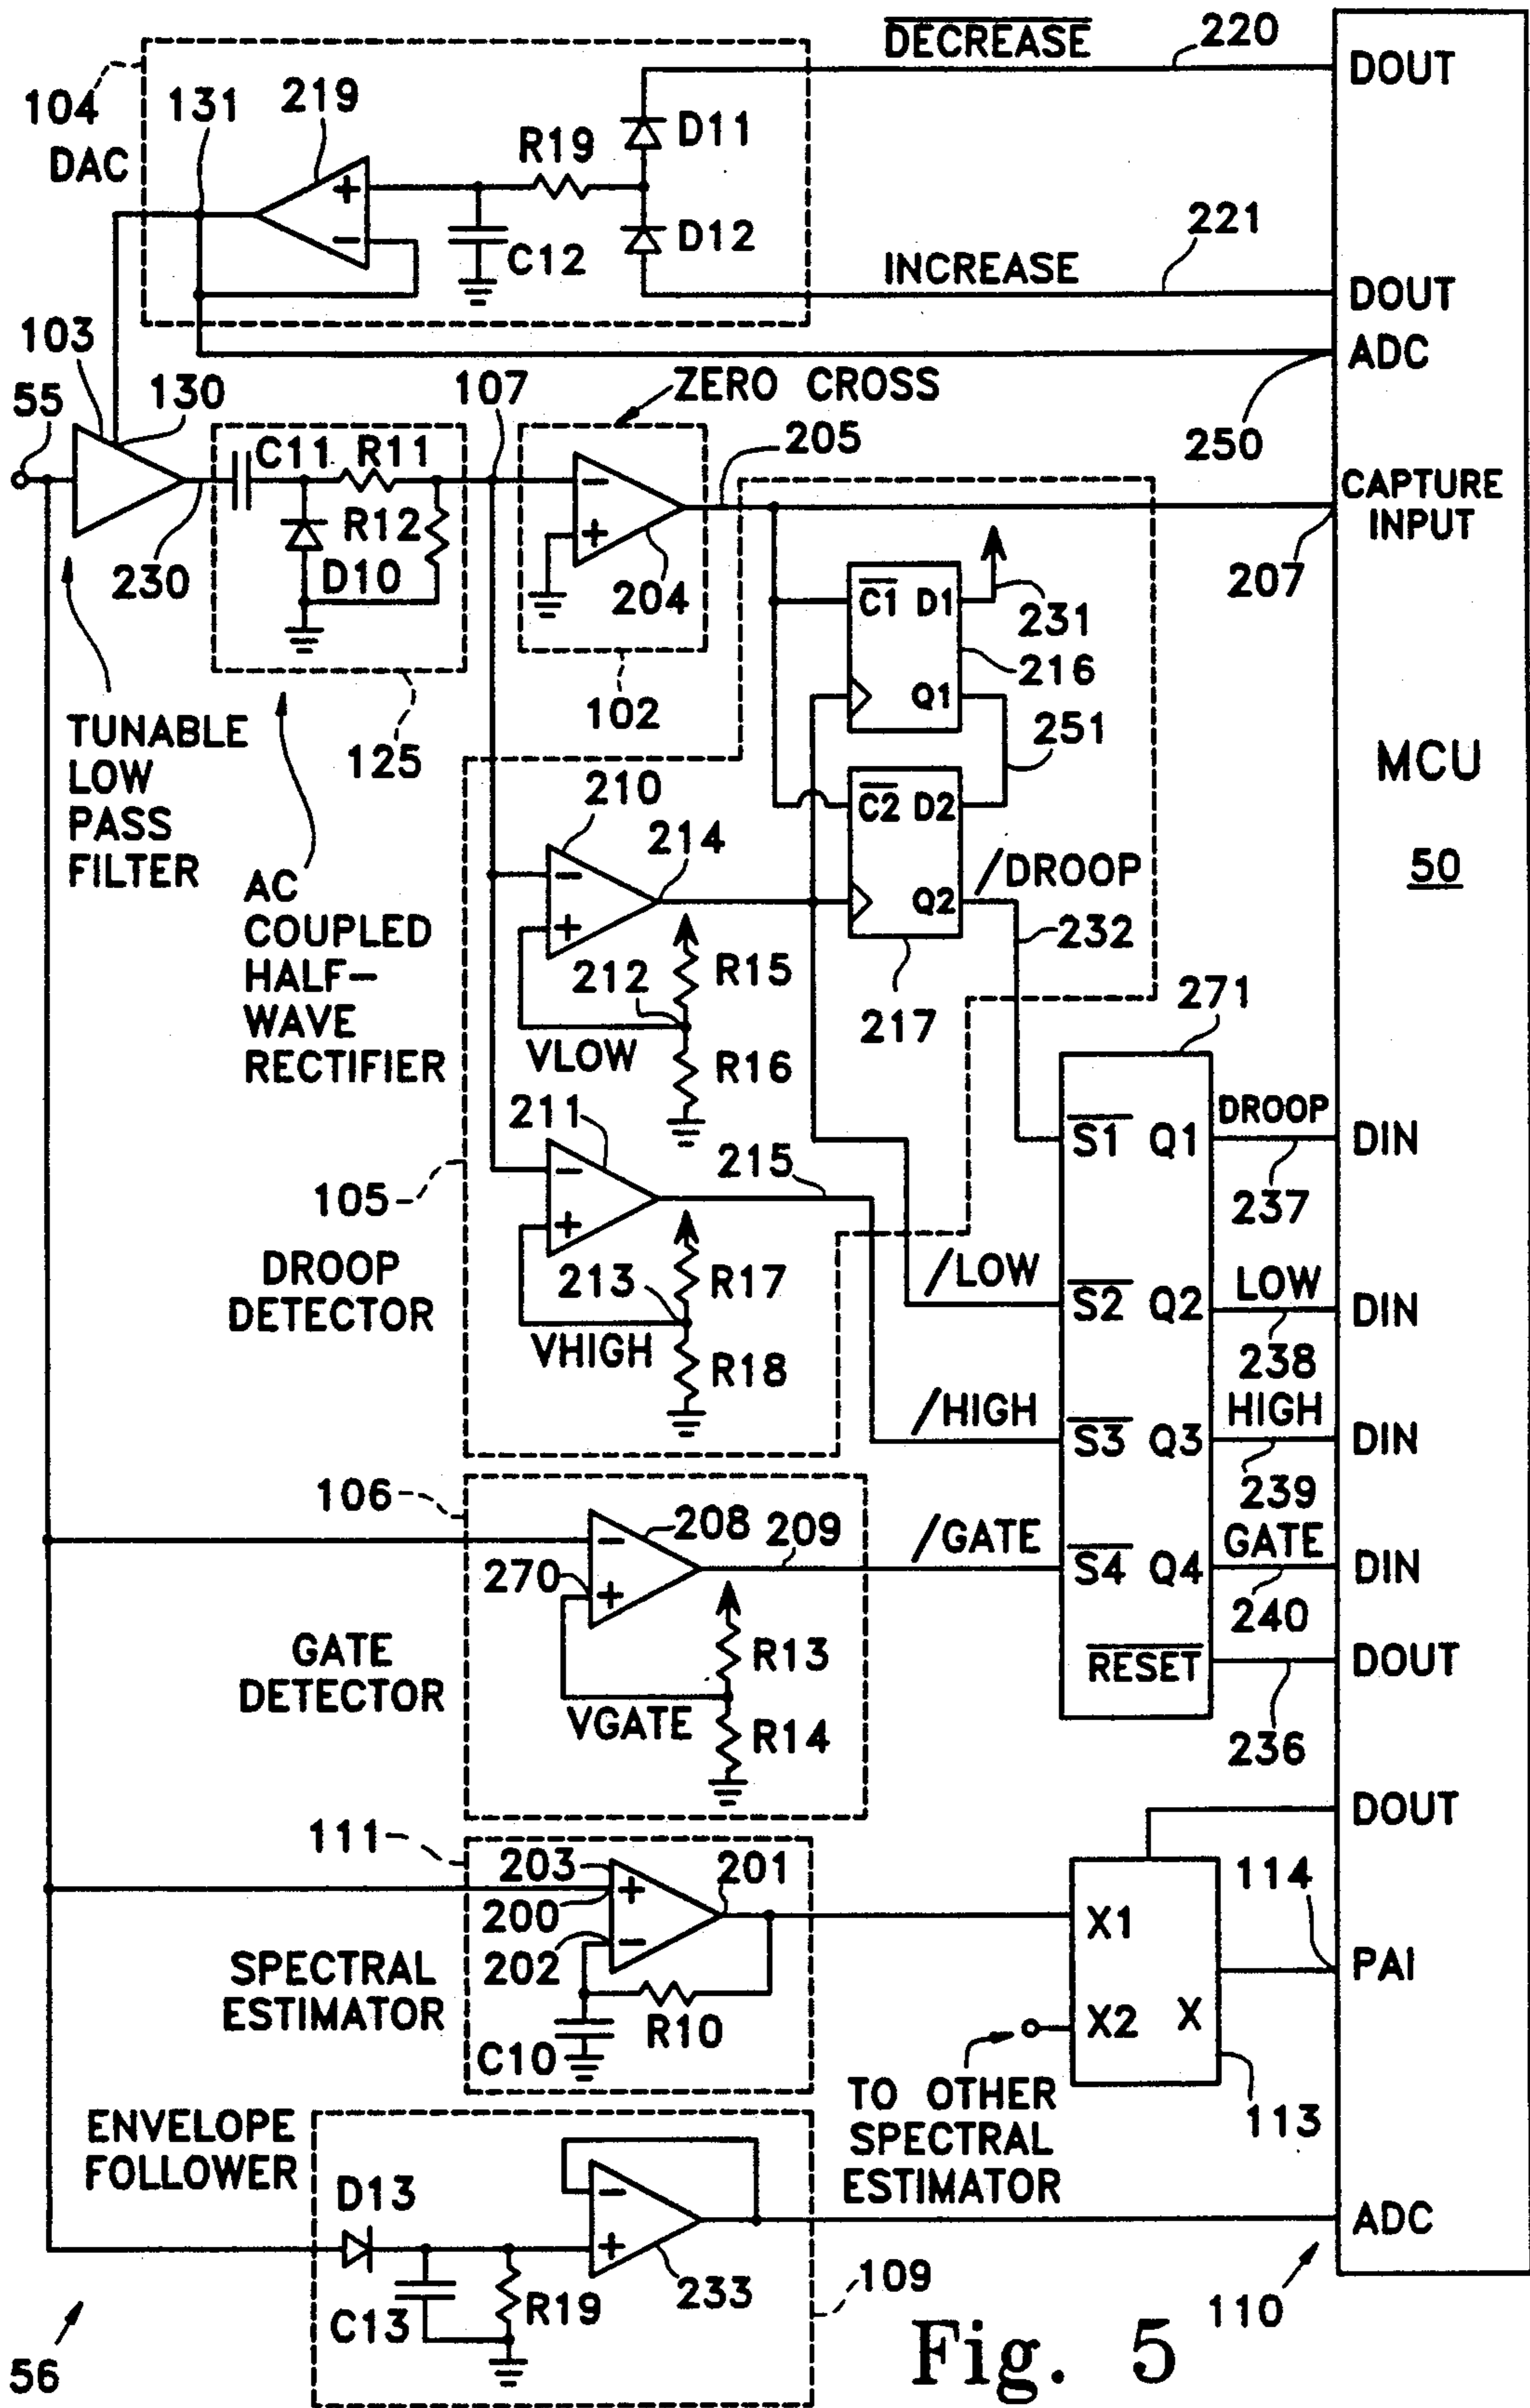 DECREASE
220
DOUT
104
DAC
131
219
R19
D11
D12
C12
INCREASE
221
DOUT
ADC
250
103
55
130
107
ZERO CROSS
205
CAPTURE
INPUT
207
C11
R11
R12
D10
230
-
+
204
102
125
C1 D1
Q1
231
216
251
C2 D2
Q2
217
/DROOP
232
TUNABLE
LOW
PASS
FILTER
AC
COUPLED
HALF-
WAVE
RECTIFIER
MCU
50
210
214
-
+
212
VLOW
R15
R16
211
215
-
+
213
VHIGH
R17
R18
105
DROOP
DETECTOR
271
S1 Q1
DROOP
DIN
237
/LOW
S2 Q2
LOW
DIN
238
/HIGH
S3 Q3
HIGH
DIN
239
/GATE
S4 Q4
GATE
DIN
240
RESET
DOUT
236
106
208
209
270
-
+
R13
VGATE
R14
GATE
DETECTOR
DOUT
111
203
200
202
201
+
-
R10
C10
SPECTRAL
ESTIMATOR
X1
X2 X
114
PAI
113
TO OTHER
SPECTRAL
ESTIMATOR
ENVELOPE
FOLLOWER
D13
C13
R19
-
+
233
109
ADC
110
56
Fig. 5